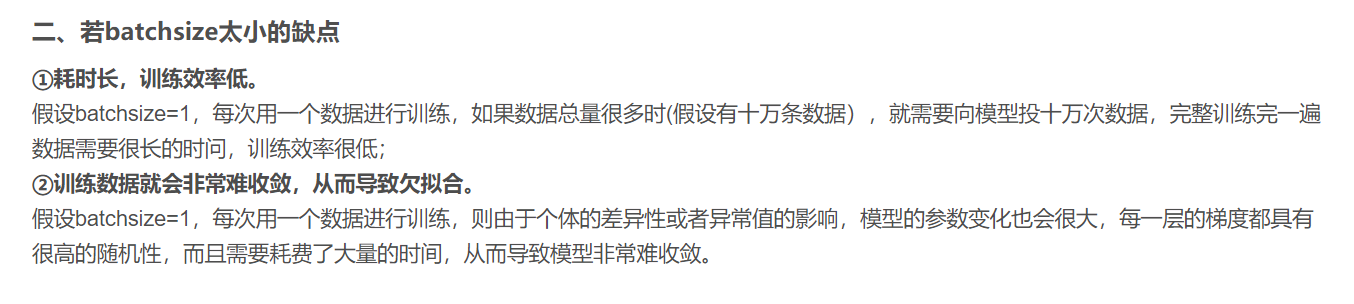 二、若batchsize太小的缺点
①耗时长，训练效率低。
假设batchsize=1，每次用一个数据进行训练，如果数据总量很多时(假设有十万条数据），就需要向模型投十万次数据，完整训练完一遍
数据需要很长的时问，训练效率很低；
②训练数据就会非常难收敛，从而导致欠拟合。
假设batchsize=1，每次用一个数据进行训练，则由于个体的差异性或者异常值的影响，模型的参数变化也会很大，每一层的梯度都具有
很高的随机性，而且需要耗费了大量的时间，从而导致模型非常难收敛。